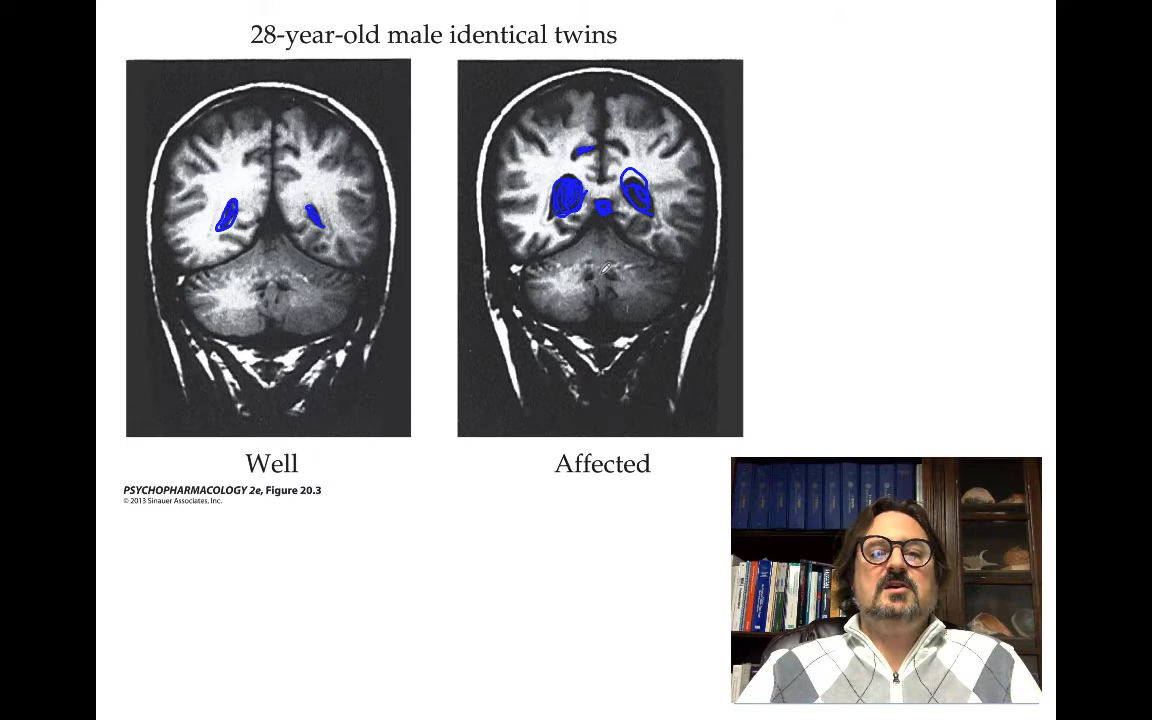 28-year-old male identical twins
Well
Affected
PSYCHOPHARMACOLOGY 2e, Figure 20.3
© 2013 Sinauer Associates, Inc.